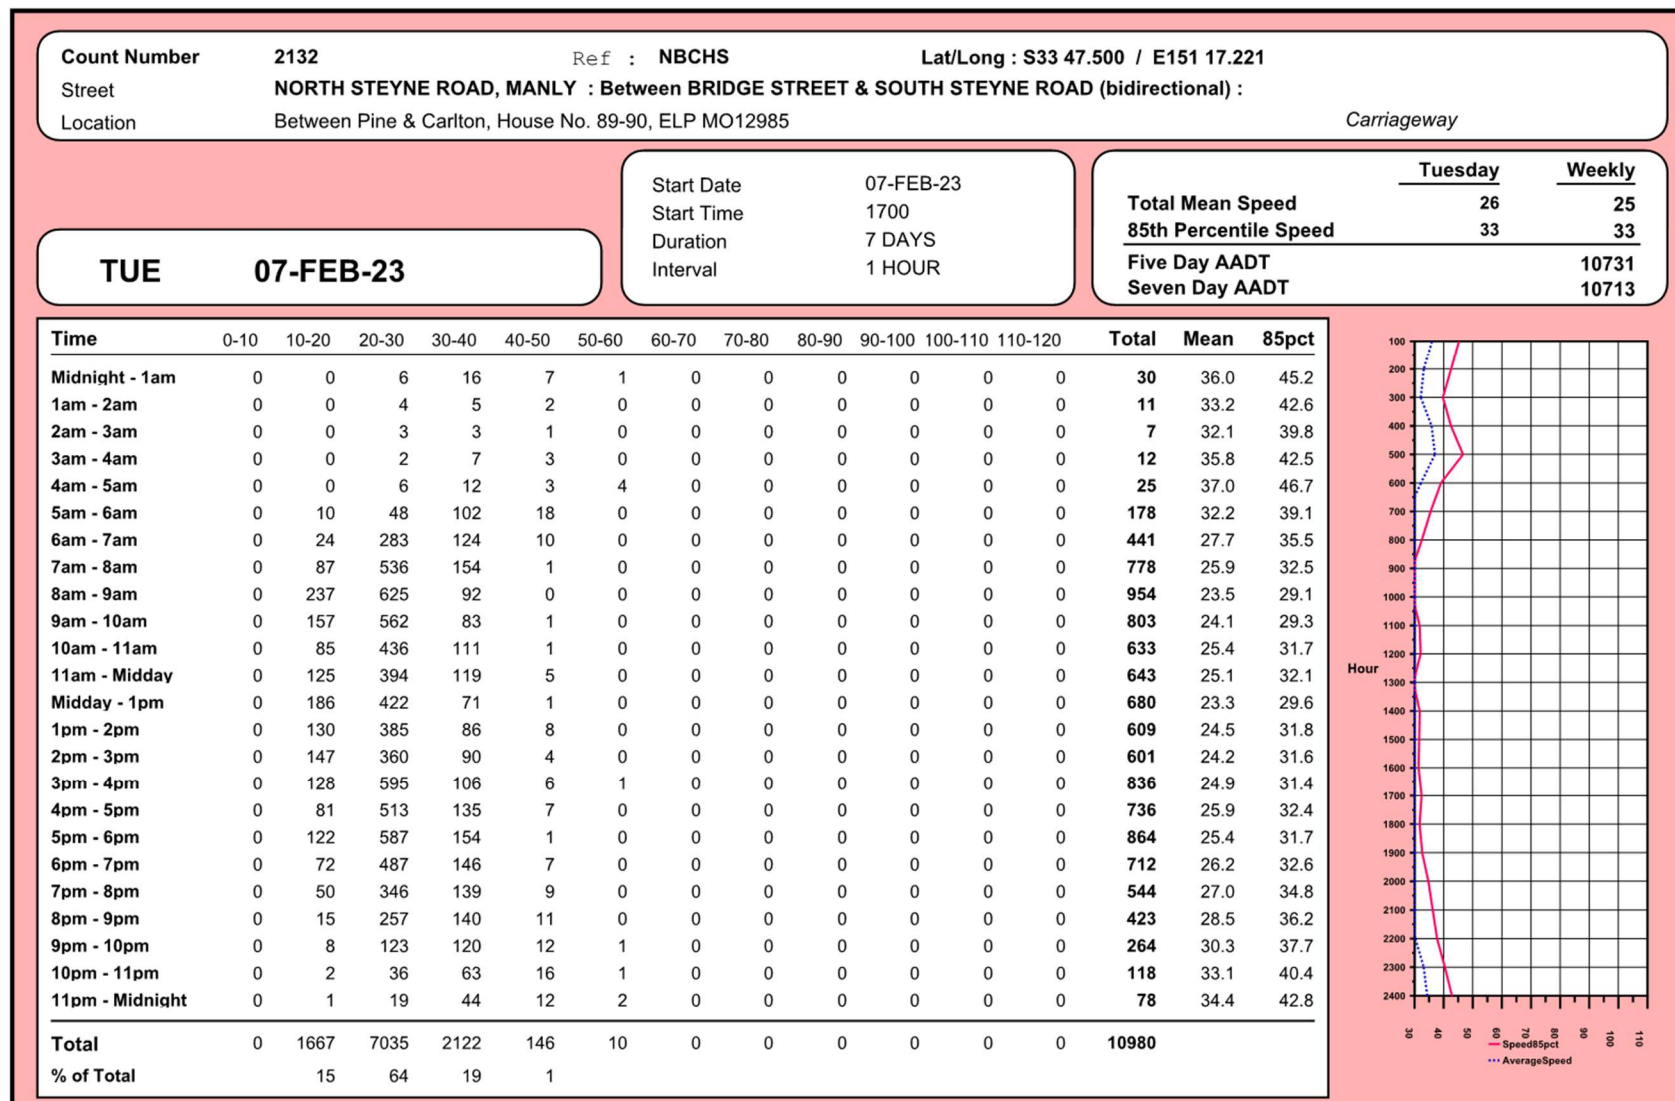 Count Number 2132 Ref : NBCHS Lat/Long : S33 47.500 / E151 17.221
Street NORTH STEYNE ROAD, MANLY : Between BRIDGE STREET & SOUTH STEYNE ROAD (bidirectional) :
Location Between Pine & Carlton, House No. 89-90, ELP MO12985 Carriageway
TUE 07-FEB-23
Start Date 07-FEB-23
Start Time 1700
Duration 7 DAYS
Interval 1 HOUR
Tuesday Weekly
Total Mean Speed 26 25
85th Percentile Speed 33 33
Five Day AADT 10731
Seven Day AADT 10713
Time 0-10 10-20 20-30 30-40 40-50 50-60 60-70 70-80 80-90 90-100 100-110 110-120 Total Mean 85pct
Midnight - 1am 0 0 6 16 7 1 0 0 0 0 0 0 30 36.0 45.2
1am - 2am 0 0 4 5 2 0 0 0 0 0 0 0 11 33.2 42.6
2am - 3am 0 0 3 3 1 0 0 0 0 0 0 0 7 32.1 39.8
3am - 4am 0 0 2 7 3 0 0 0 0 0 0 0 12 35.8 42.5
4am - 5am 0 0 6 12 3 4 0 0 0 0 0 0 25 37.0 46.7
5am - 6am 0 10 48 102 18 0 0 0 0 0 0 0 178 32.2 39.1
6am - 7am 0 24 283 124 10 0 0 0 0 0 0 0 441 27.7 35.5
7am - 8am 0 87 536 154 1 0 0 0 0 0 0 0 778 25.9 32.5
8am - 9am 0 237 625 92 0 0 0 0 0 0 0 0 954 23.5 29.1
9am - 10am 0 157 562 83 1 0 0 0 0 0 0 0 803 24.1 29.3
10am - 11am 0 85 436 111 1 0 0 0 0 0 0 0 633 25.4 31.7
11am - Midday 0 125 394 119 5 0 0 0 0 0 0 0 643 25.1 32.1
Midday - 1pm 0 186 422 71 1 0 0 0 0 0 0 0 680 23.3 29.6
1pm - 2pm 0 130 385 86 8 0 0 0 0 0 0 0 609 24.5 31.8
2pm - 3pm 0 147 360 90 4 0 0 0 0 0 0 0 601 24.2 31.6
3pm - 4pm 0 128 595 106 6 1 0 0 0 0 0 0 836 24.9 31.4
4pm - 5pm 0 81 513 135 7 0 0 0 0 0 0 0 736 25.9 32.4
5pm - 6pm 0 122 587 154 1 0 0 0 0 0 0 0 864 25.4 31.7
6pm - 7pm 0 72 487 146 7 0 0 0 0 0 0 0 712 26.2 32.6
7pm - 8pm 0 50 346 139 9 0 0 0 0 0 0 0 544 27.0 34.8
8pm - 9pm 0 15 257 140 11 0 0 0 0 0 0 0 423 28.5 36.2
9pm - 10pm 0 8 123 120 12 1 0 0 0 0 0 0 264 30.3 37.7
10pm - 11pm 0 2 36 63 16 1 0 0 0 0 0 0 118 33.1 40.4
11pm - Midnight 0 1 19 44 12 2 0 0 0 0 0 0 78 34.4 42.8
Total 0 1667 7035 2122 146 10 0 0 0 0 0 0 10980
% of Total 15 64 19 1
Hour
100
200
300
400
500
600
700
800
900
1000
1100
1200
1300
1400
1500
1600
1700
1800
1900
2000
2100
2200
2300
2400
30 40 50 60 70 80 90 100 110
Speed85pct
AverageSpeed